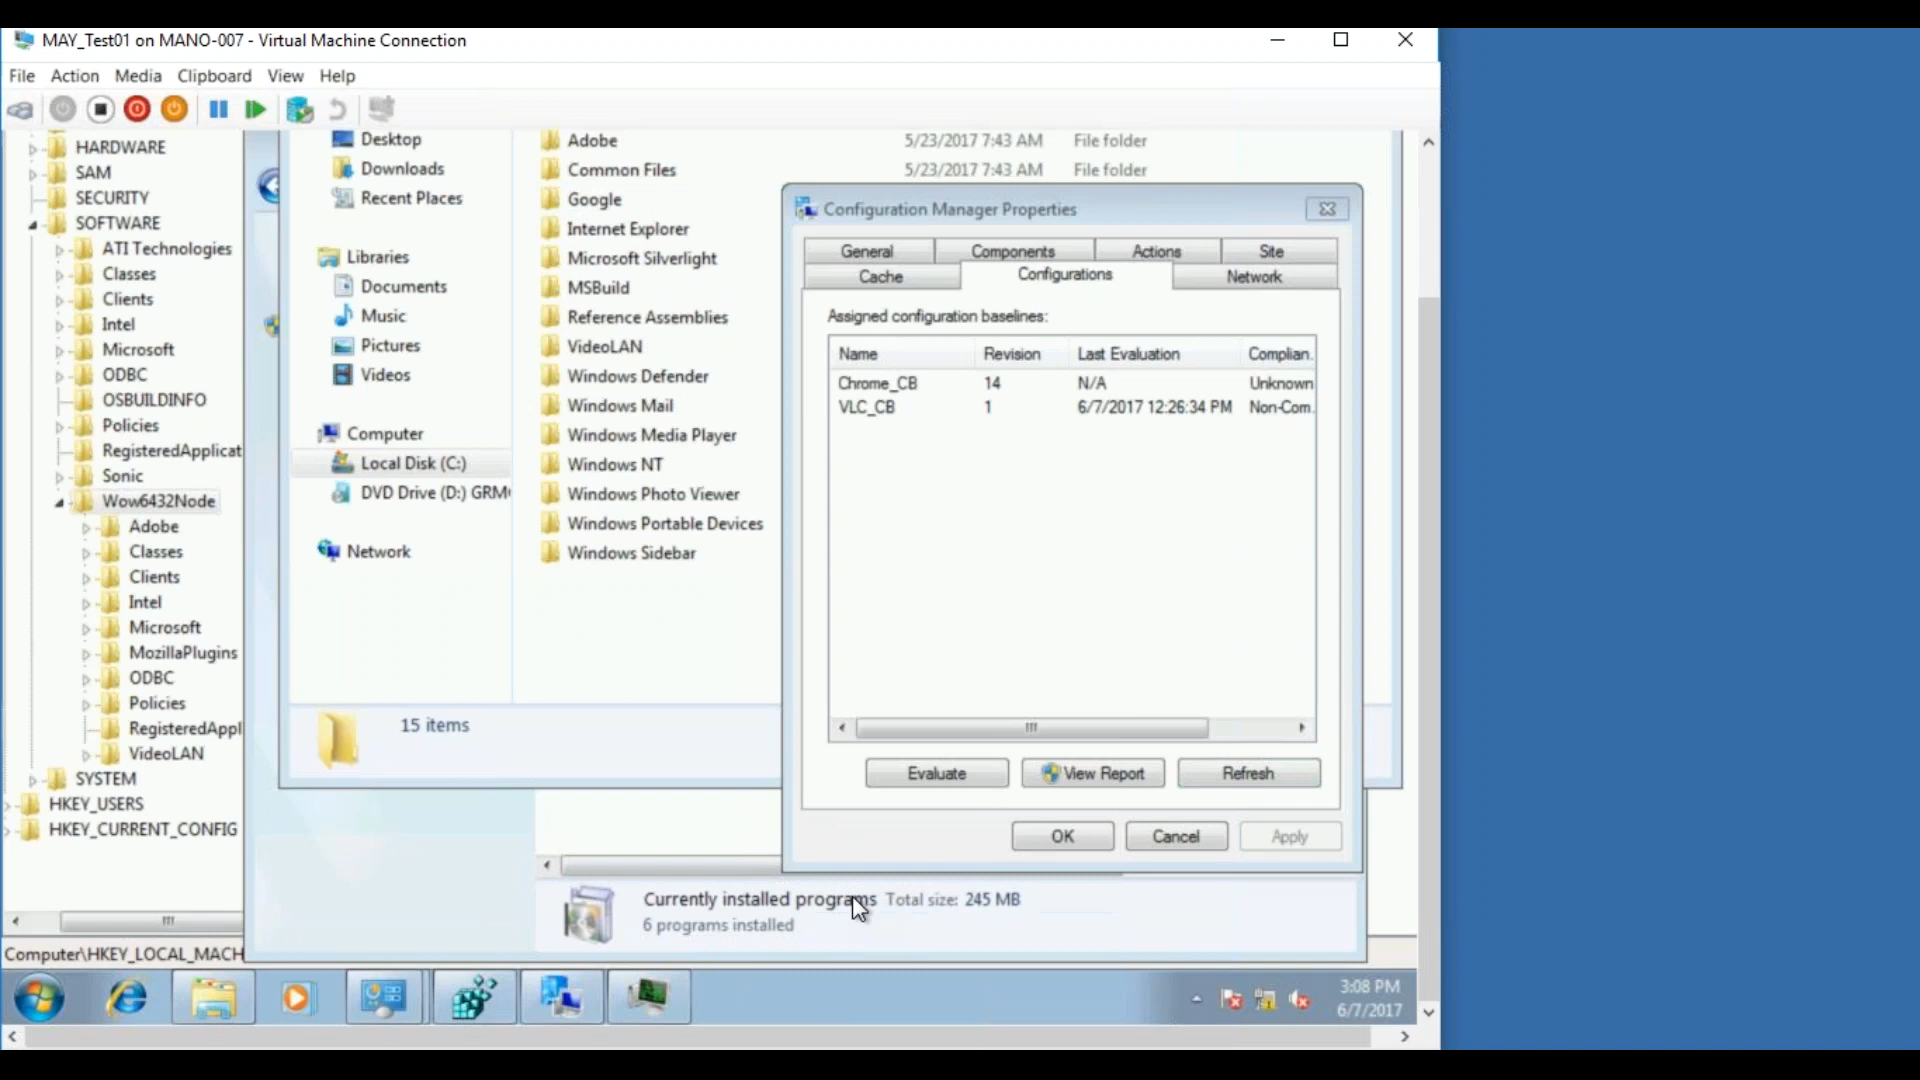 MAY_Test01 on MANO-007 - Virtual Machine Connection
File Action Media Clipboard View Help
HARDWARE
SAM
SECURITY
SOFTWARE
ATI Technologies
Classes
Clients
Intel
Microsoft
ODBC
OSBUILDINFO
Policies
RegisteredApplicat
Sonic
Wow6432Node
Adobe
Classes
Clients
Intel
Microsoft
MozillaPlugins
ODBC
Policies
RegisteredAppl
VideoLAN
SYSTEM
HKEY_USERS
HKEY_CURRENT_CONFIG
Computer\HKEY_LOCAL_MACH
Desktop
Downloads
Recent Places
Libraries
Documents
Music
Pictures
Videos
Computer
Local Disk (C:)
DVD Drive (D:) GRM
Network
Adobe 5/23/2017 7:43 AM File folder
Common Files 5/23/2017 7:43 AM File folder
Google
Internet Explorer
Microsoft Silverlight
MSBuild
Reference Assemblies
VideoLAN
Windows Defender
Windows Mail
Windows Media Player
Windows NT
Windows Photo Viewer
Windows Portable Devices
Windows Sidebar
15 items
Configuration Manager Properties
General Components Actions Site
Cache Configurations Network
Assigned configuration baselines:
Name Revision Last Evaluation Complian.
Chrome_CB 14 N/A Unknown
VLC_CB 1 6/7/2017 12:26:34 PM Non-Com.
Evaluate View Report Refresh
OK Cancel Apply
Currently installed programs Total size: 245 MB
6 programs installed
3:08 PM
6/7/2017